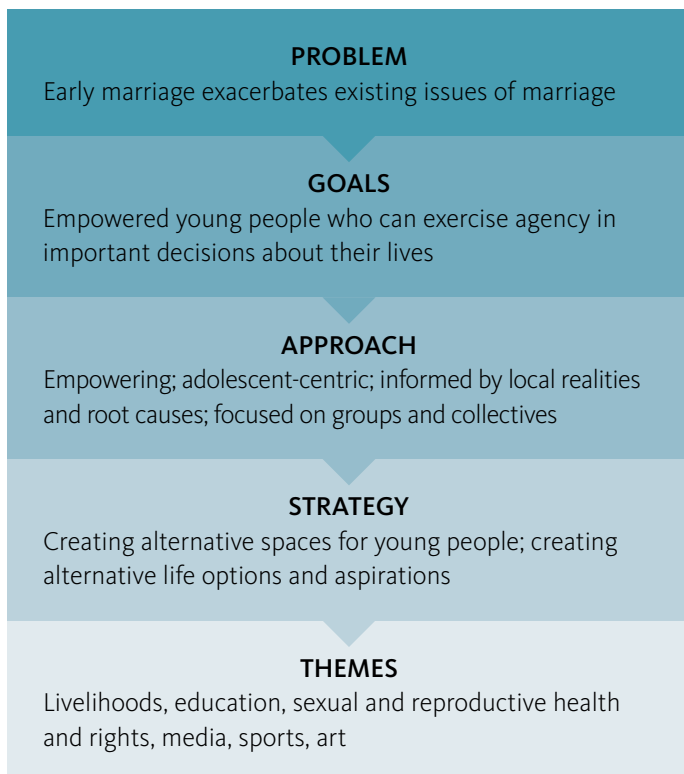 PROBLEM
Early marriage exacerbates existing issues of marriage
GOALS
Empowered young people who can exercise agency in
important decisions about their lives
APPROACH
Empowering; adolescent-centric; informed by local realities
and root causes; focused on groups and collectives
STRATEGY
Creating alternative spaces for young people; creating
alternative life options and aspirations
THEMES
Livelihoods, education, sexual and reproductive health
and rights, media, sports, art